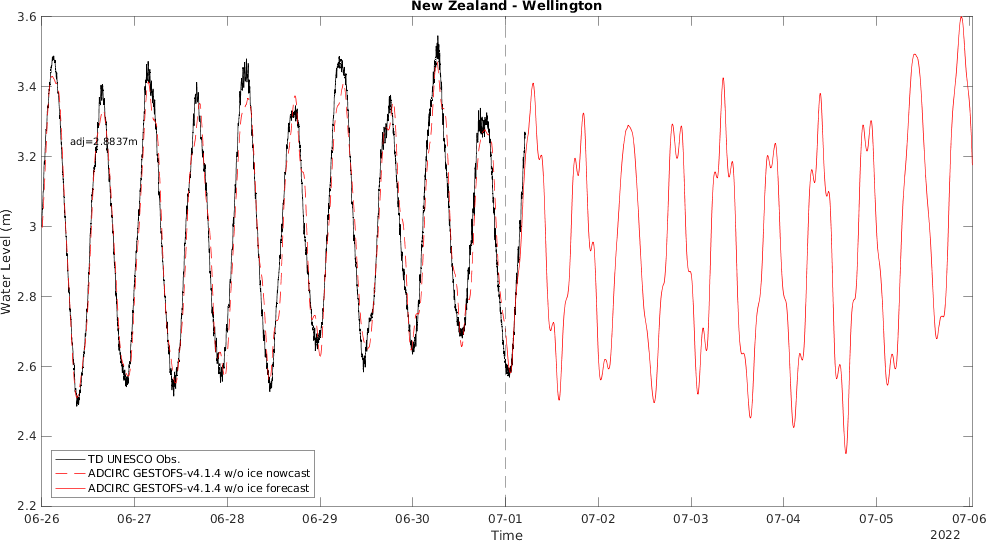 New Zealand - Wellington
3.6
3.4
3.2
3
2.8
2.6
2.4
2.2
Water Level (m)
adj=2.8837m
TD UNESCO Obs.
ADCIRC GESTOFS-v4.1.4 w/o ice nowcast
ADCIRC GESTOFS-v4.1.4 w/o ice forecast
06-26 06-27 06-28 06-29 06-30 07-01 07-02 07-03 07-04 07-05 07-06
Time
2022